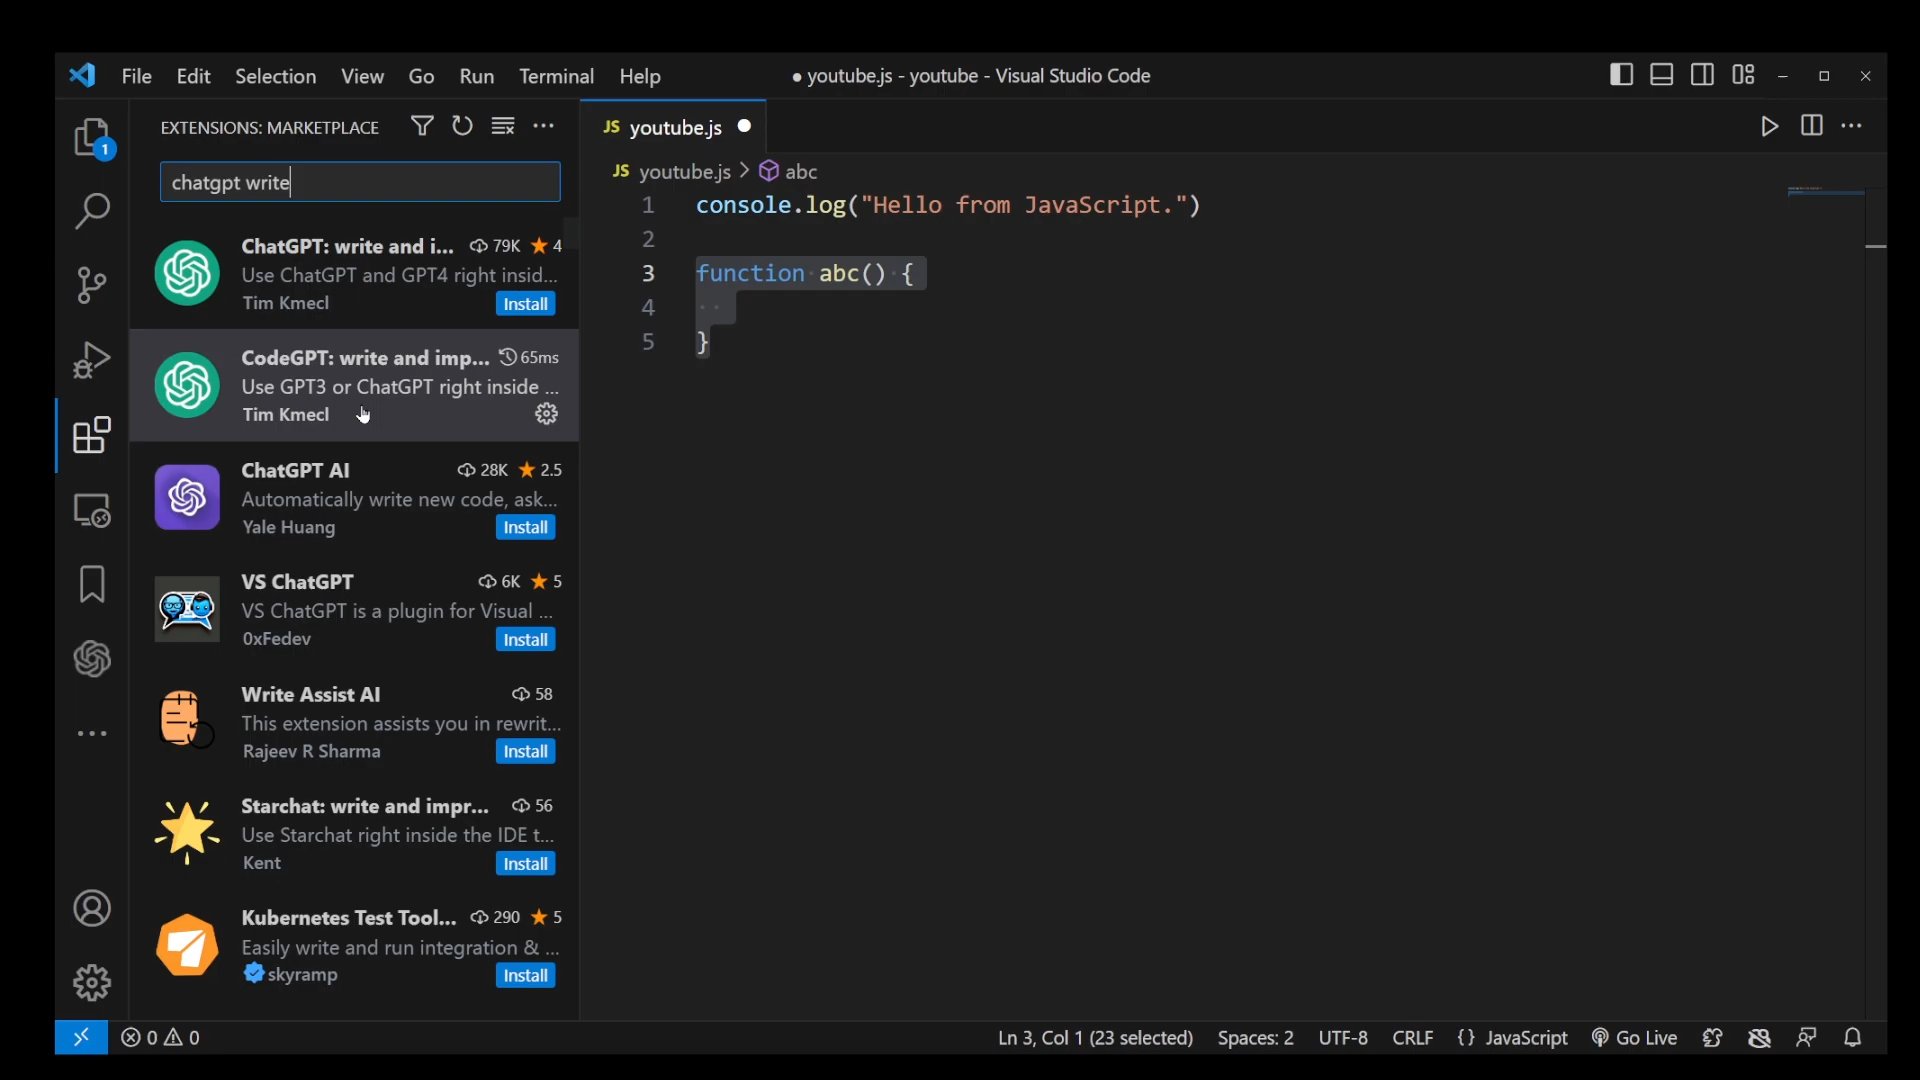 File Edit Selection View Go Run Terminal Help
● youtube.js - youtube - Visual Studio Code
EXTENSIONS: MARKETPLACE
1
chatgpt write
ChatGPT: write and i... 79K ★ 4
Use ChatGPT and GPT4 right insid...
Tim Kmecl Install
CodeGPT: write and imp... 65ms
Use GPT3 or ChatGPT right inside ...
Tim Kmecl
ChatGPT AI 28K ★ 2.5
Automatically write new code, ask...
Yale Huang Install
VS ChatGPT 6K ★ 5
VS ChatGPT is a plugin for Visual ...
0xFedev Install
Write Assist AI 58
This extension assists you in rewrit...
Rajeev R Sharma Install
Starchat: write and impr... 56
Use Starchat right inside the IDE t...
Kent Install
Kubernetes Test Tool... 290 ★ 5
Easily write and run integration & ...
skyramp Install
JS youtube.js ●
JS youtube.js > abc
1 console.log("Hello from JavaScript.")
2
3 function abc() {
4
5 }
0 0
Ln 3, Col 1 (23 selected) Spaces: 2 UTF-8 CRLF {} JavaScript Go Live